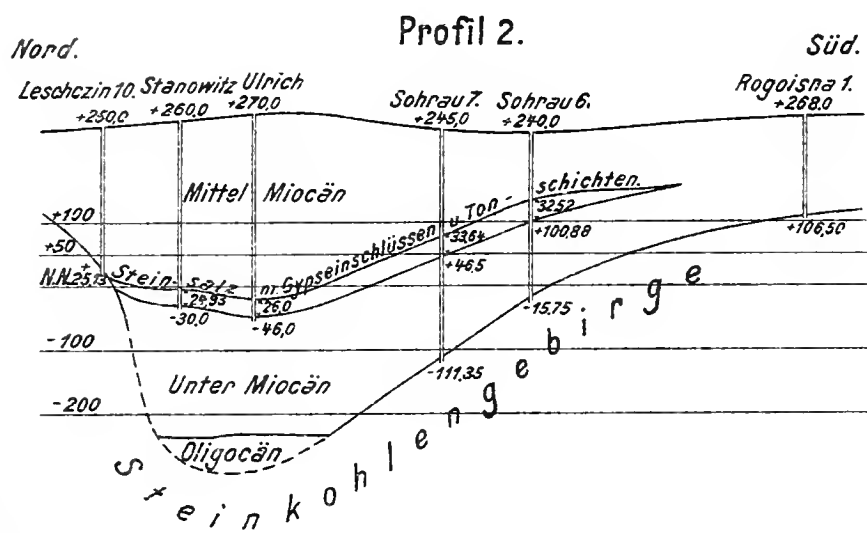 Profil 2.
Nord.
Süd.
Leschczin 10. Stanowitz Ulrich
Sohrau 7. Sohrau 6.
Rogoisna 1.
+250,0 +260,0 +270,0
+245,0 +240,0
+268,0
Mittel Miocän
Stein- salz m. Gypseinschlüssen u. Ton- schichten.
+100
+50
N.N.
+
25,13
-24,93
-26,0
33,64
32,52
-30,0
-46,0
+46,5
+100,88
+106,50
-15,75
-100
-111,35
Unter Miocän
-200
Oligocän
Steinkohlengebirge